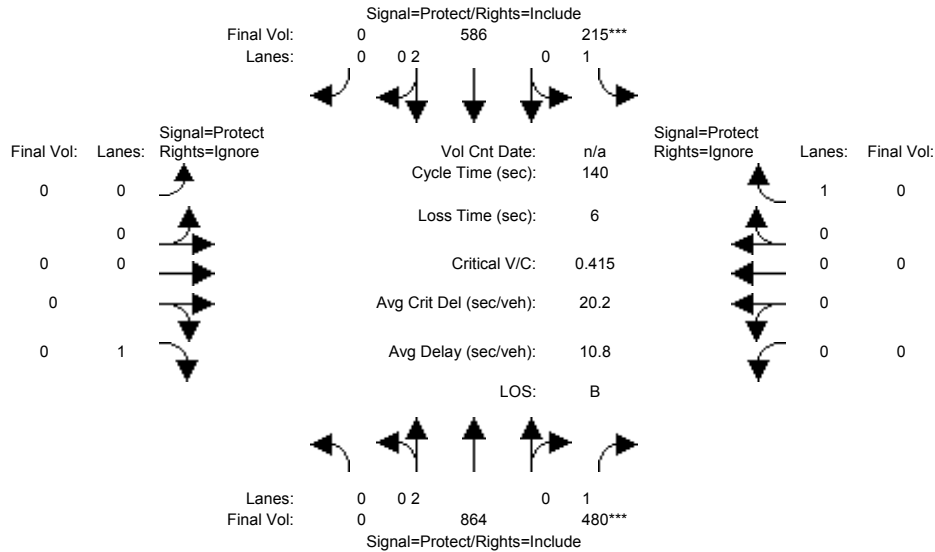 Signal=Protect/Rights=Include
Final Vol: 0 586 215***
Lanes: 0 0 2 0 1
Signal=Protect
Final Vol: Lanes: Rights=Ignore
Vol Cnt Date: n/a
Signal=Protect
Rights=Ignore Lanes: Final Vol:
Cycle Time (sec): 140
0 0
1 0
Loss Time (sec): 6
0
0
0 0
Critical V/C: 0.415
0 0
0
Avg Crit Del (sec/veh): 20.2
0
0 1
Avg Delay (sec/veh): 10.8
0 0
LOS: B
Lanes: 0 0 2 0 1
Final Vol: 0 864 480***
Signal=Protect/Rights=Include